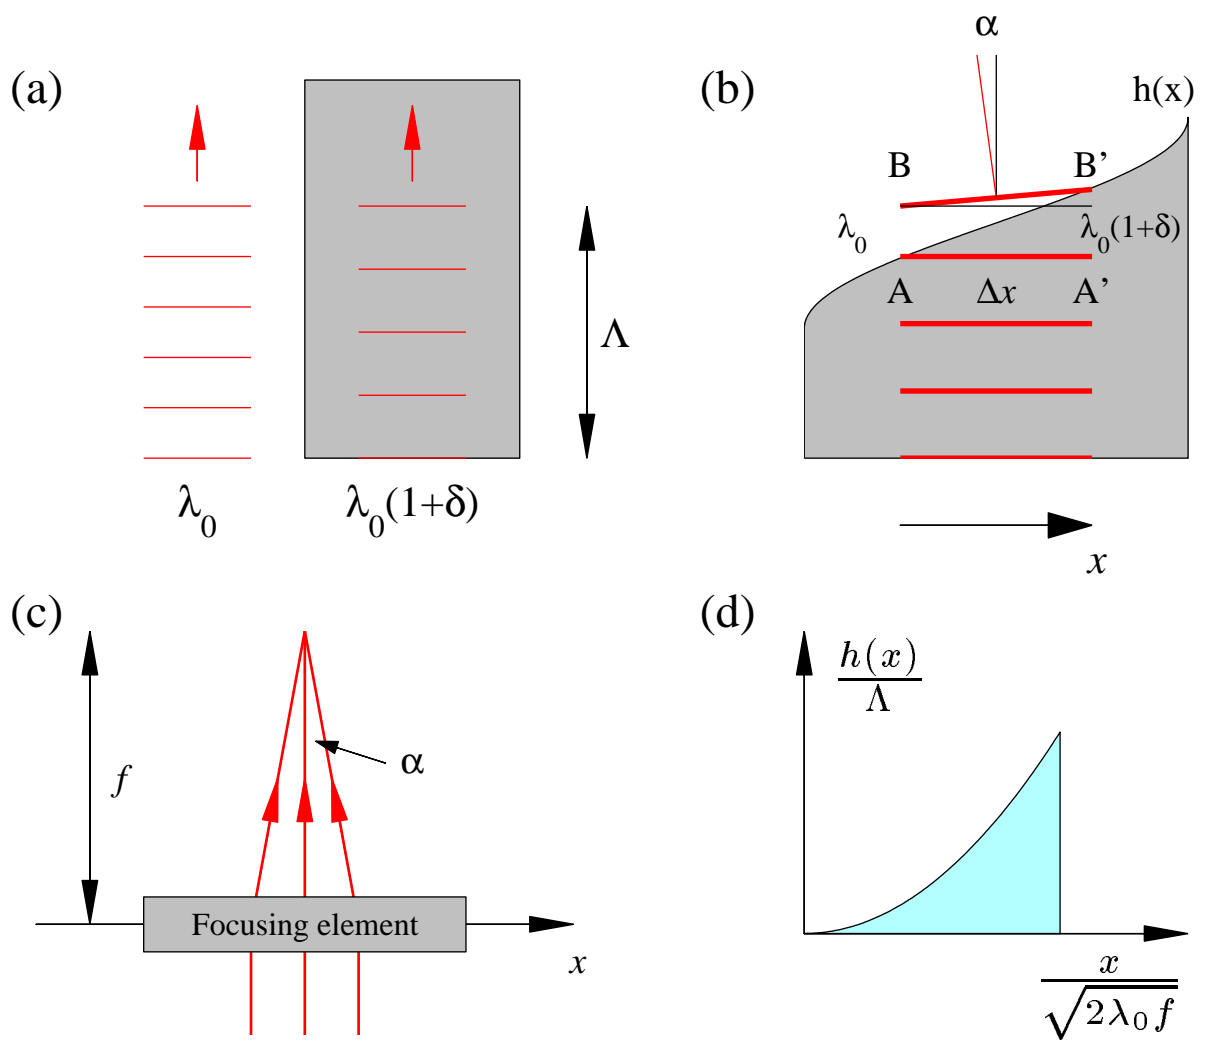 (a)
Λ
λ₀
λ₀(1+δ)
(b)
α
h(x)
B
B’
λ₀
λ₀(1+δ)
A
Δx
A’
x
(c)
f
α
Focusing element
x
(d)
h(x)
Λ
x
√2λ₀f